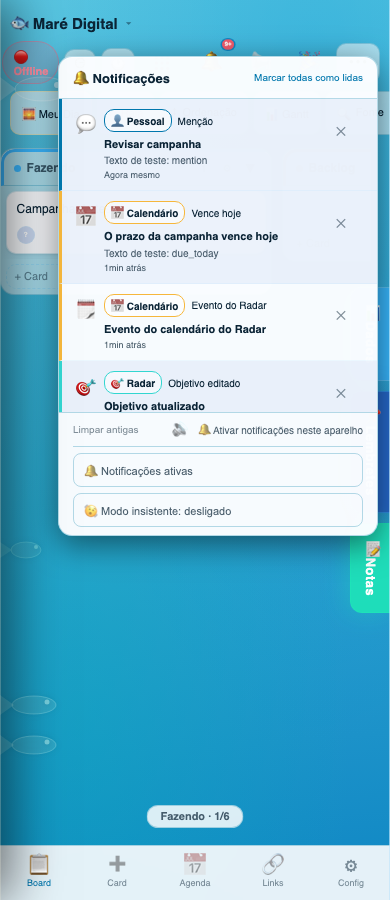 Maré Digital
9+
Offline
🔔 Notificações
Marcar todas como lidas
Meu
Fazer
Campan
+ Card
👤 Pessoal Menção
Revisar campanha
Texto de teste: mention
Agora mesmo
📅 Calendário Vence hoje
O prazo da campanha vence hoje
Texto de teste: due_today
1min atrás
📅 Calendário Evento do Radar
Evento do calendário do Radar
1min atrás
🎯 Radar Objetivo editado
Objetivo atualizado
Limpar antigas
🔔 Ativar notificações neste aparelho
🔔 Notificações ativas
Modo insistente: desligado
Notas
Fazendo · 1/6
Board
Card
Agenda
Links
Config